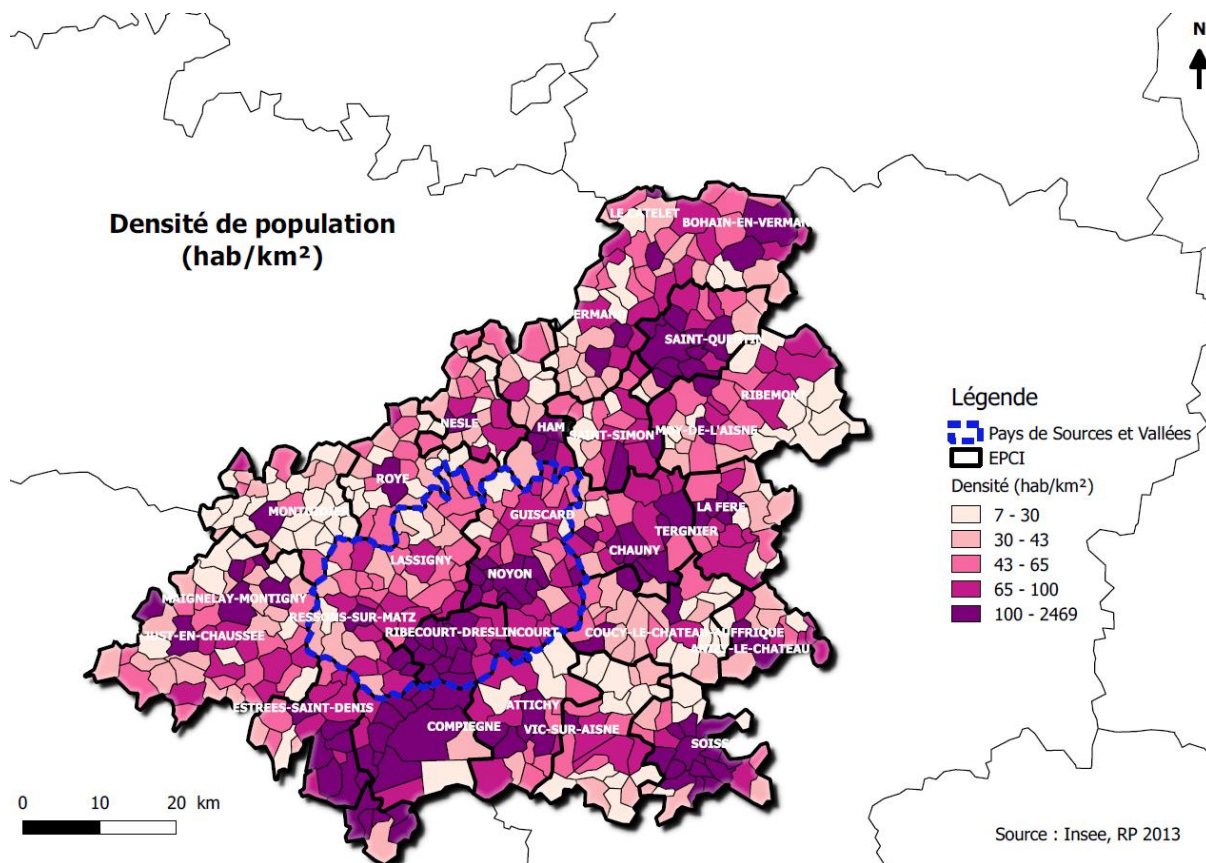 N
Densité de population
(hab/km²)
LE CATELET
BOHAIN-EN-VERMAN
ERMAND
SAINT-QUENTIN
RIBEMONT
NESLE
HAM
SAINT-SIMON
MOY-DE-L'AISNE
ROYE
MONTDIDIER
GUISCARD
LA FERE
TERGNIER
LASSIGNY
CHAUNY
NOYON
MAIGNELAY-MONTIGNY
RESSONS-SUR-MATZ
JUST-EN-CHAUSSEE
RIBECOURT-DRESLINCOURT
COUCY-LE-CHATEAU-AUFFRIQUE
LE-CHATEAU
ESTREES-SAINT-DENIS
ATTICHY
COMPIEGNE
VIC-SUR-AISNE
SOISS
Légende
Pays de Sources et Vallées
EPCI
Densité (hab/km²)
7 - 30
30 - 43
43 - 65
65 - 100
100 - 2469
0 10 20 km
Source : Insee, RP 2013